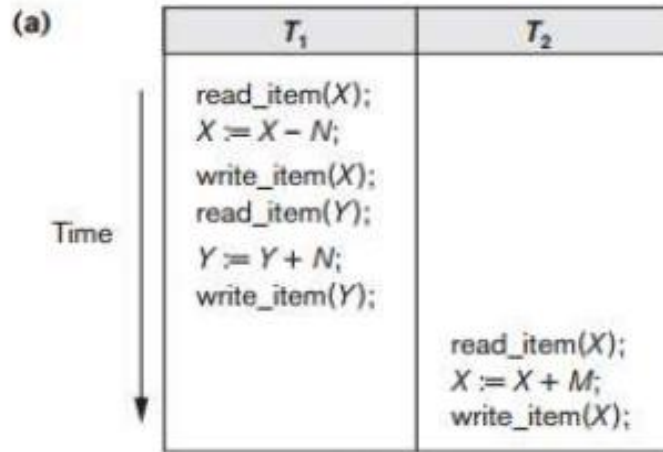 (a)
T1 T2
read_item(X);
X := X – N;
write_item(X);
read_item(Y);
Time
Y := Y + N;
write_item(Y);
read_item(X);
X := X + M;
write_item(X);